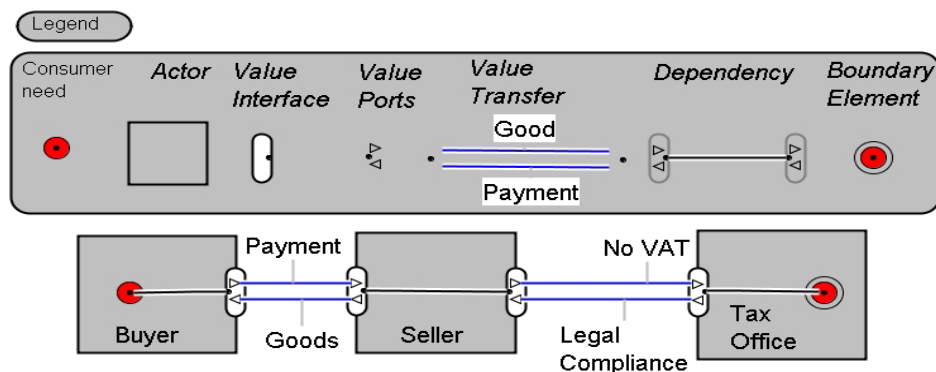 Legend
Consumer
need
Actor
Value
Interface
Value
Ports
Value
Transfer
Dependency
Boundary
Element
Good
Payment
Payment
No VAT
Buyer
Goods
Seller
Legal
Compliance
Tax
Office